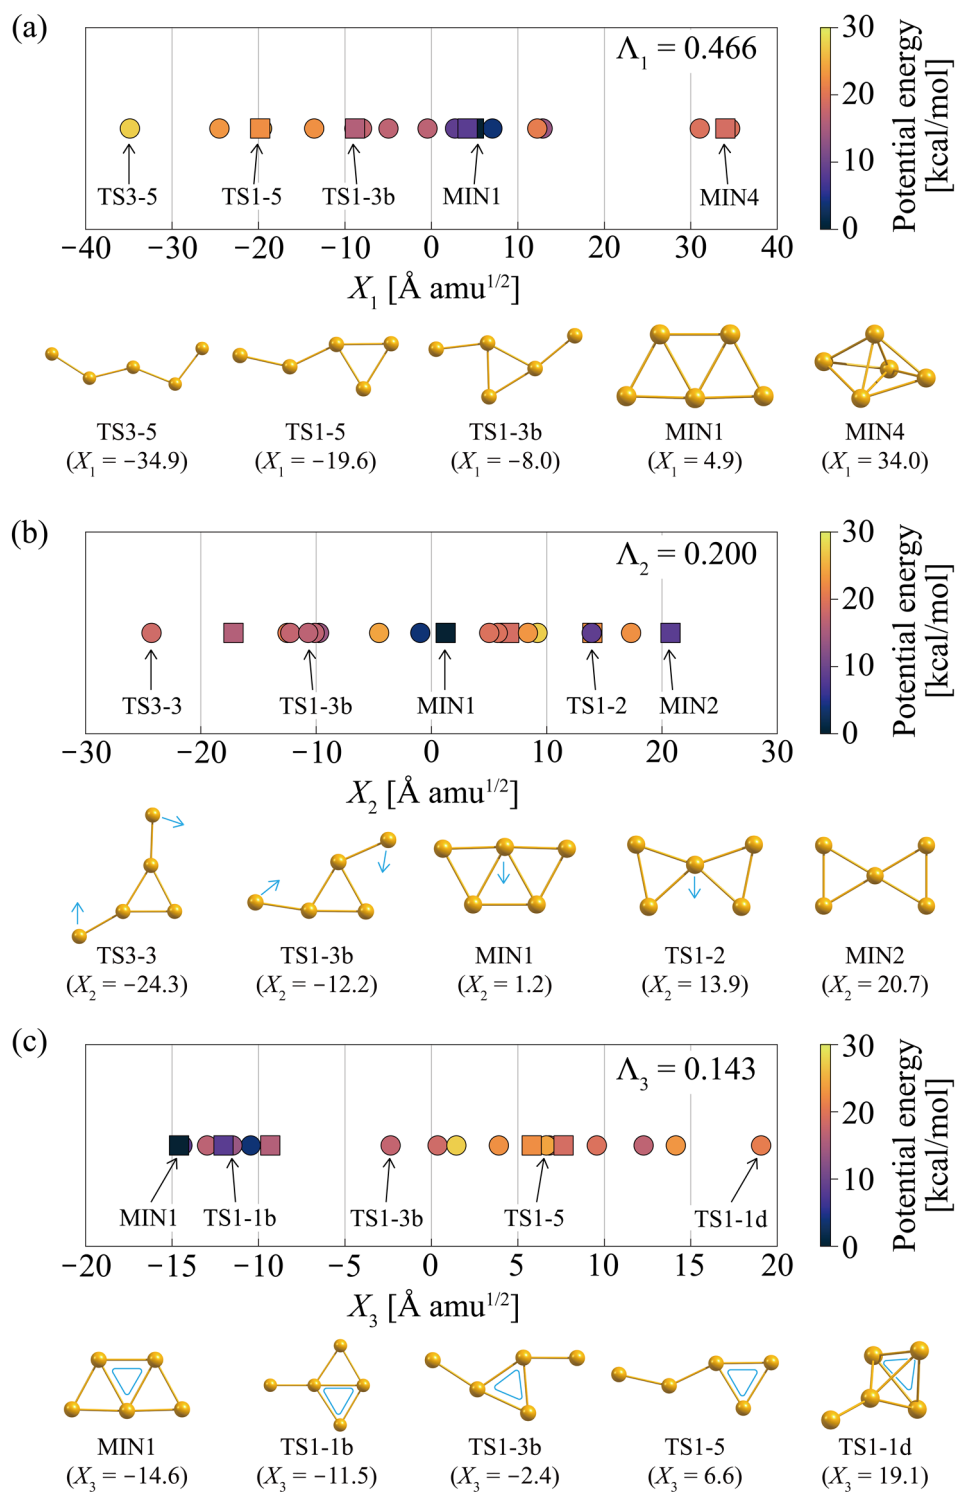 (a)
Λ1 = 0.466
TS3-5 TS1-5 TS1-3b MIN1 MIN4
−40 −30 −20 −10 0 10 20 30 40
X1 [Å amu1/2]
30
20
10
0
Potential energy
[kcal/mol]
TS3-5 TS1-5 TS1-3b MIN1 MIN4
(X1 = −34.9) (X1 = −19.6) (X1 = −8.0) (X1 = 4.9) (X1 = 34.0)
(b)
Λ2 = 0.200
TS3-3 TS1-3b MIN1 TS1-2 MIN2
−30 −20 −10 0 10 20 30
X2 [Å amu1/2]
30
20
10
0
Potential energy
[kcal/mol]
TS3-3 TS1-3b MIN1 TS1-2 MIN2
(X2 = −24.3) (X2 = −12.2) (X2 = 1.2) (X2 = 13.9) (X2 = 20.7)
(c)
Λ3 = 0.143
MIN1 TS1-1b TS1-3b TS1-5 TS1-1d
−20 −15 −10 −5 0 5 10 15 20
X3 [Å amu1/2]
30
20
10
0
Potential energy
[kcal/mol]
MIN1 TS1-1b TS1-3b TS1-5 TS1-1d
(X3 = −14.6) (X3 = −11.5) (X3 = −2.4) (X3 = 6.6) (X3 = 19.1)